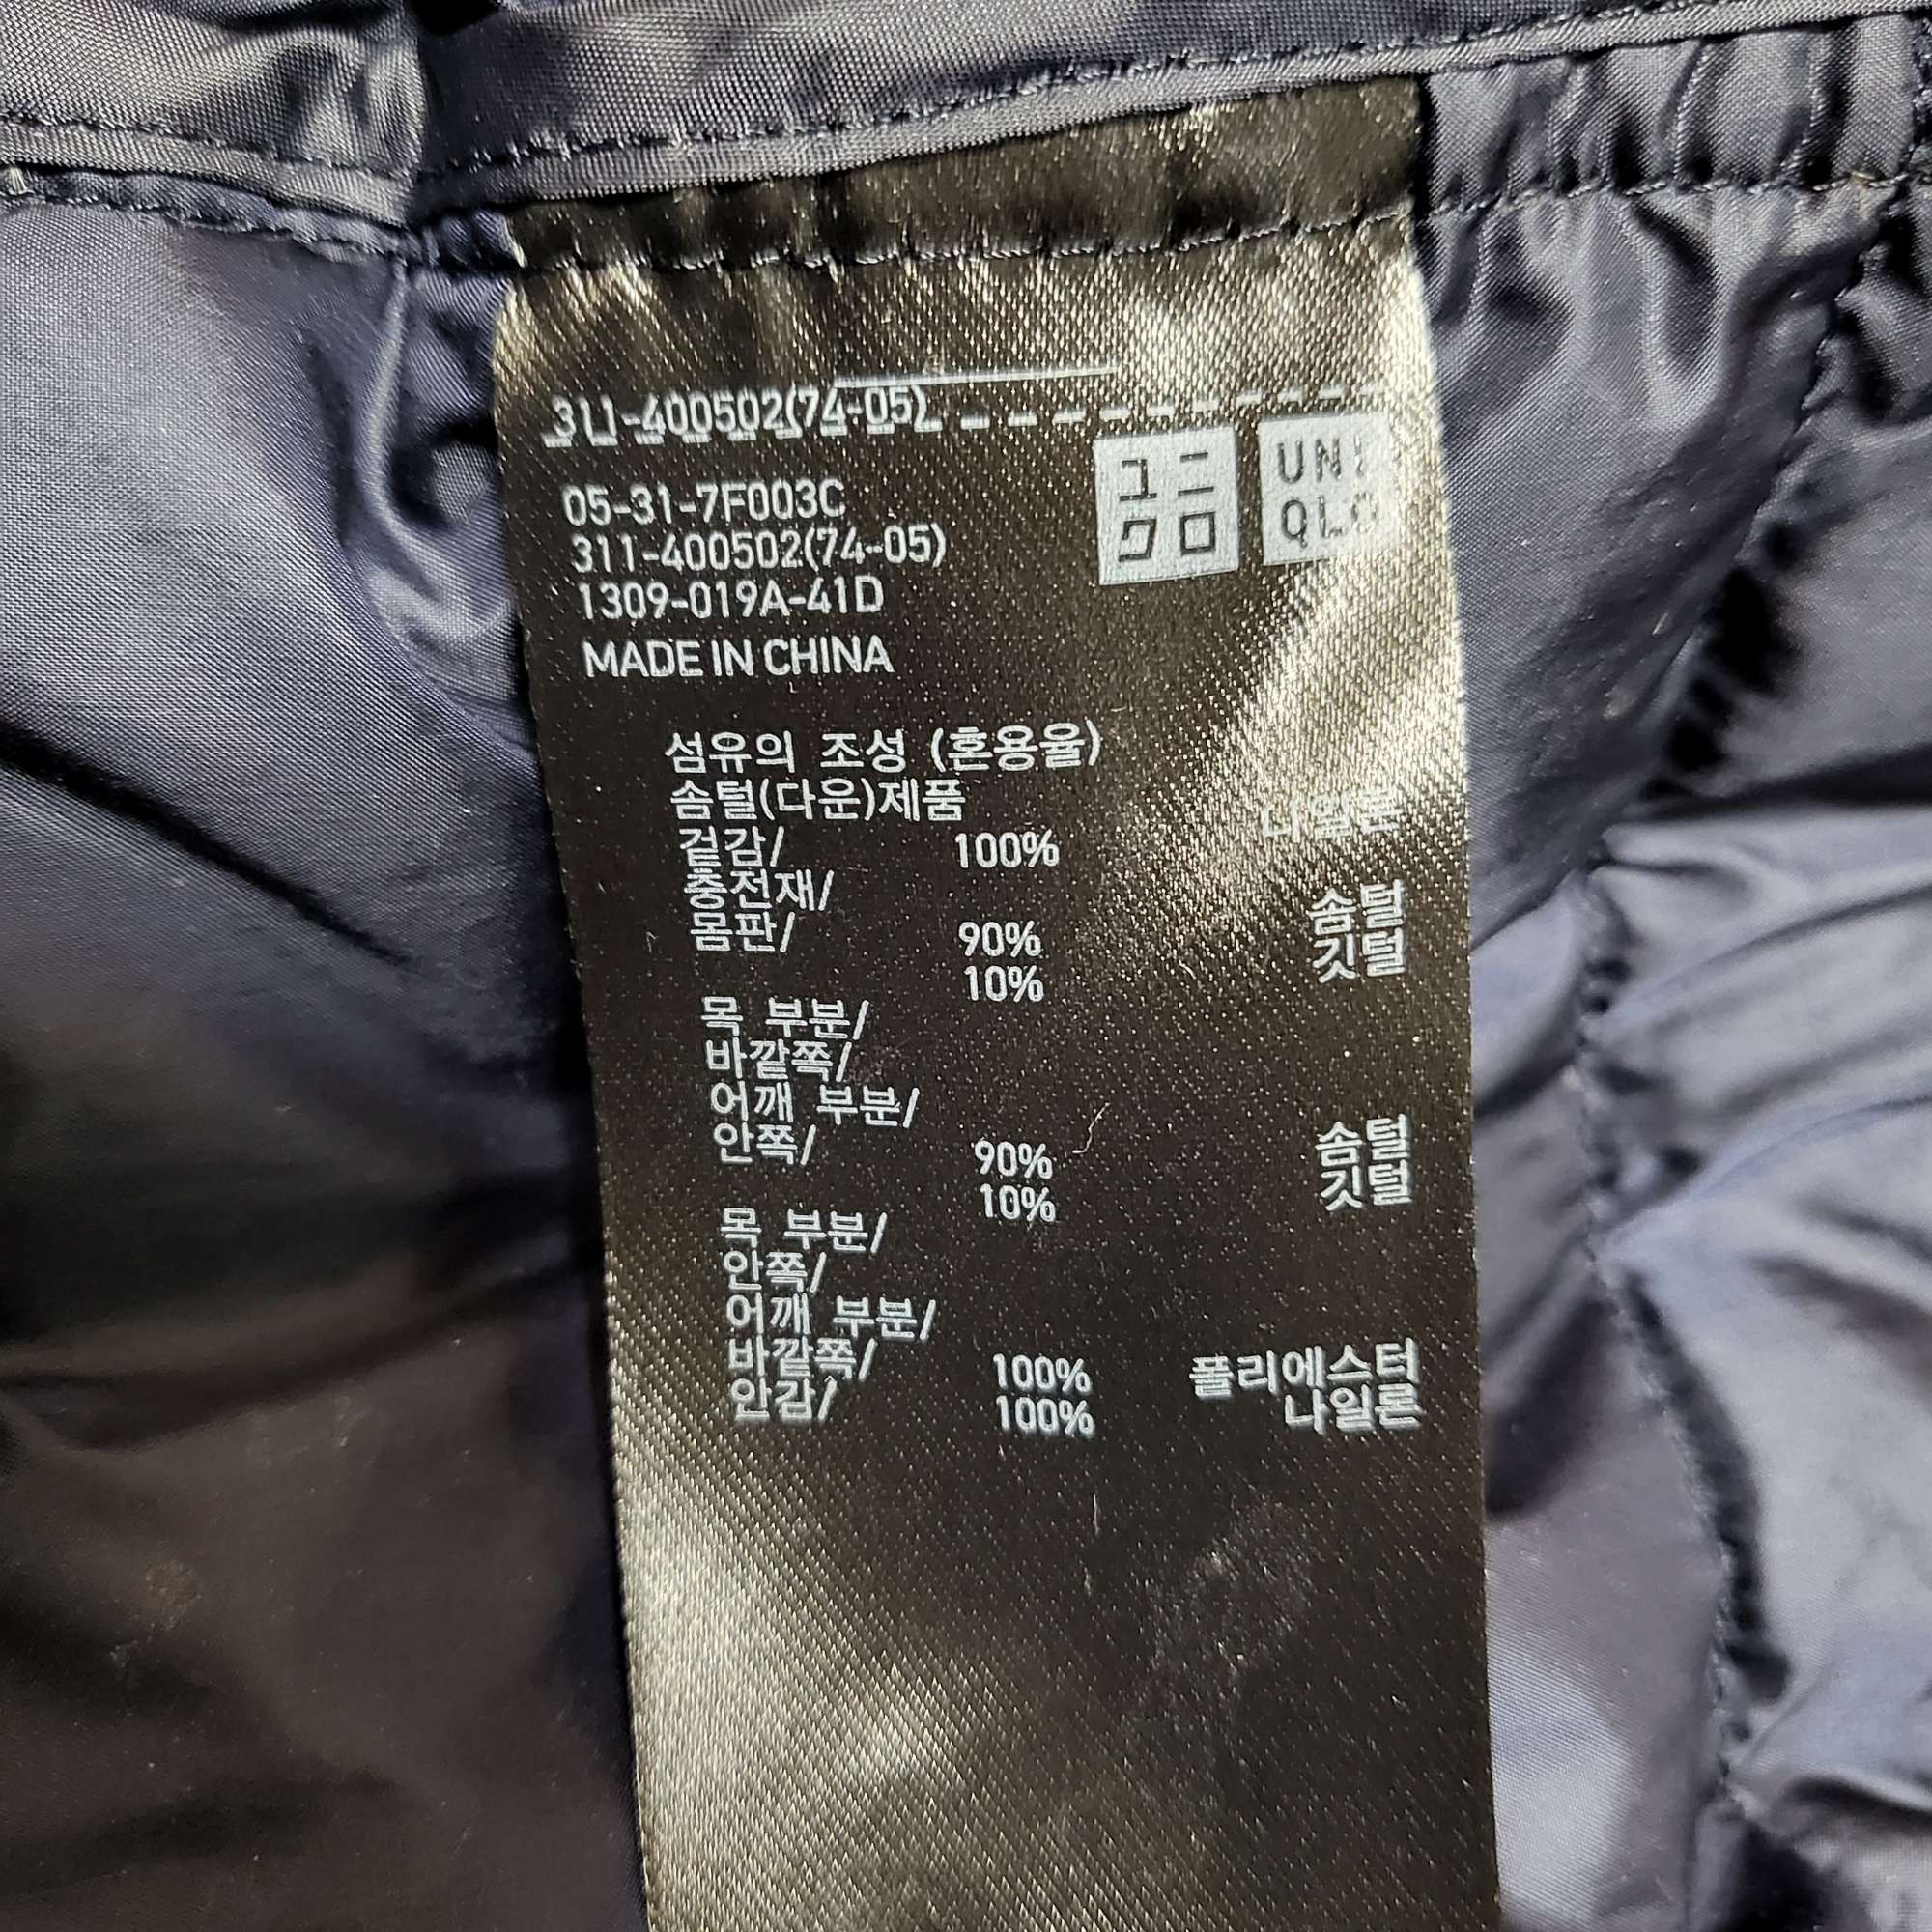 311-400502(74-05)
ユニ
クロ
UNI
QLO
05-31-7F003C
311-400502(74-05)
1309-019A-41D
MADE IN CHINA
섬유의 조성 (혼용율)
솜털(다운)제품
겉감/ 100% 나일론
충전재/
몸판/ 90% 솜털
10% 깃털
목 부분/
바깥쪽/
어깨 부분/
안쪽/ 90% 솜털
10% 깃털
목 부분/
안쪽/
어깨 부분/
바깥쪽/ 100% 폴리에스터
안감/ 100% 나일론